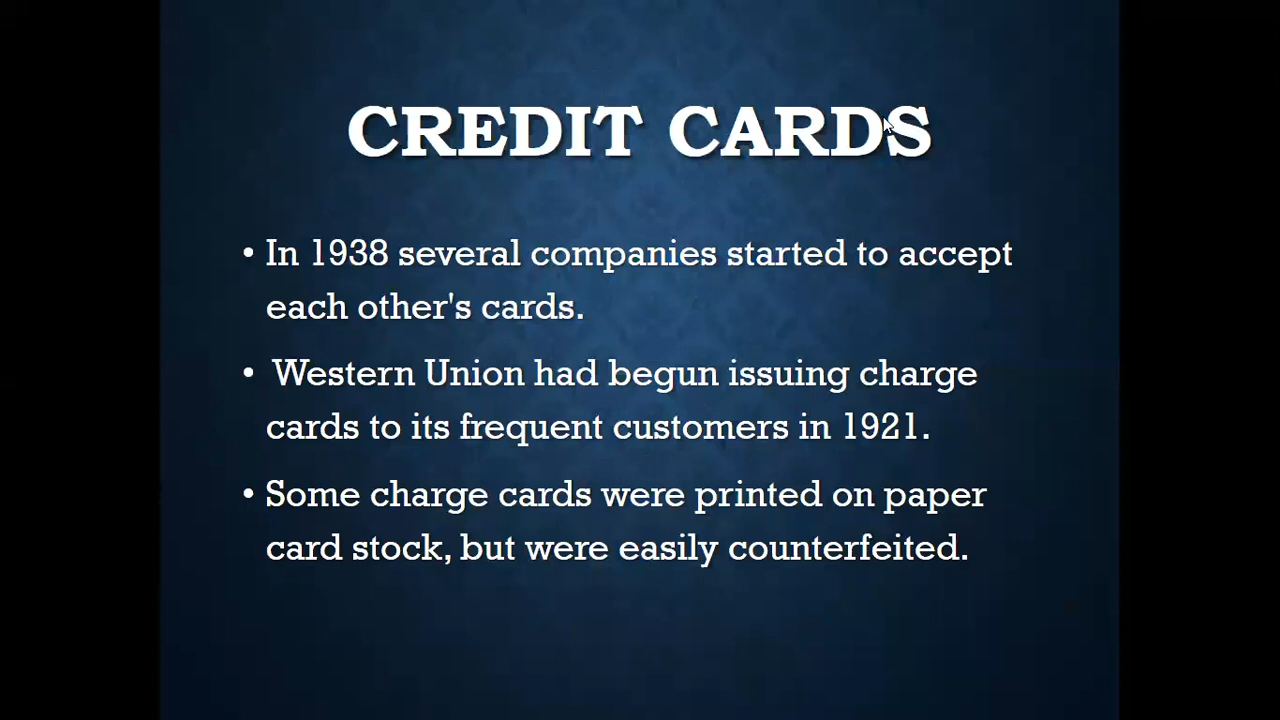 CREDIT CARDS
• In 1938 several companies started to accept
each other's cards.
• Western Union had begun issuing charge
cards to its frequent customers in 1921.
• Some charge cards were printed on paper
card stock, but were easily counterfeited.